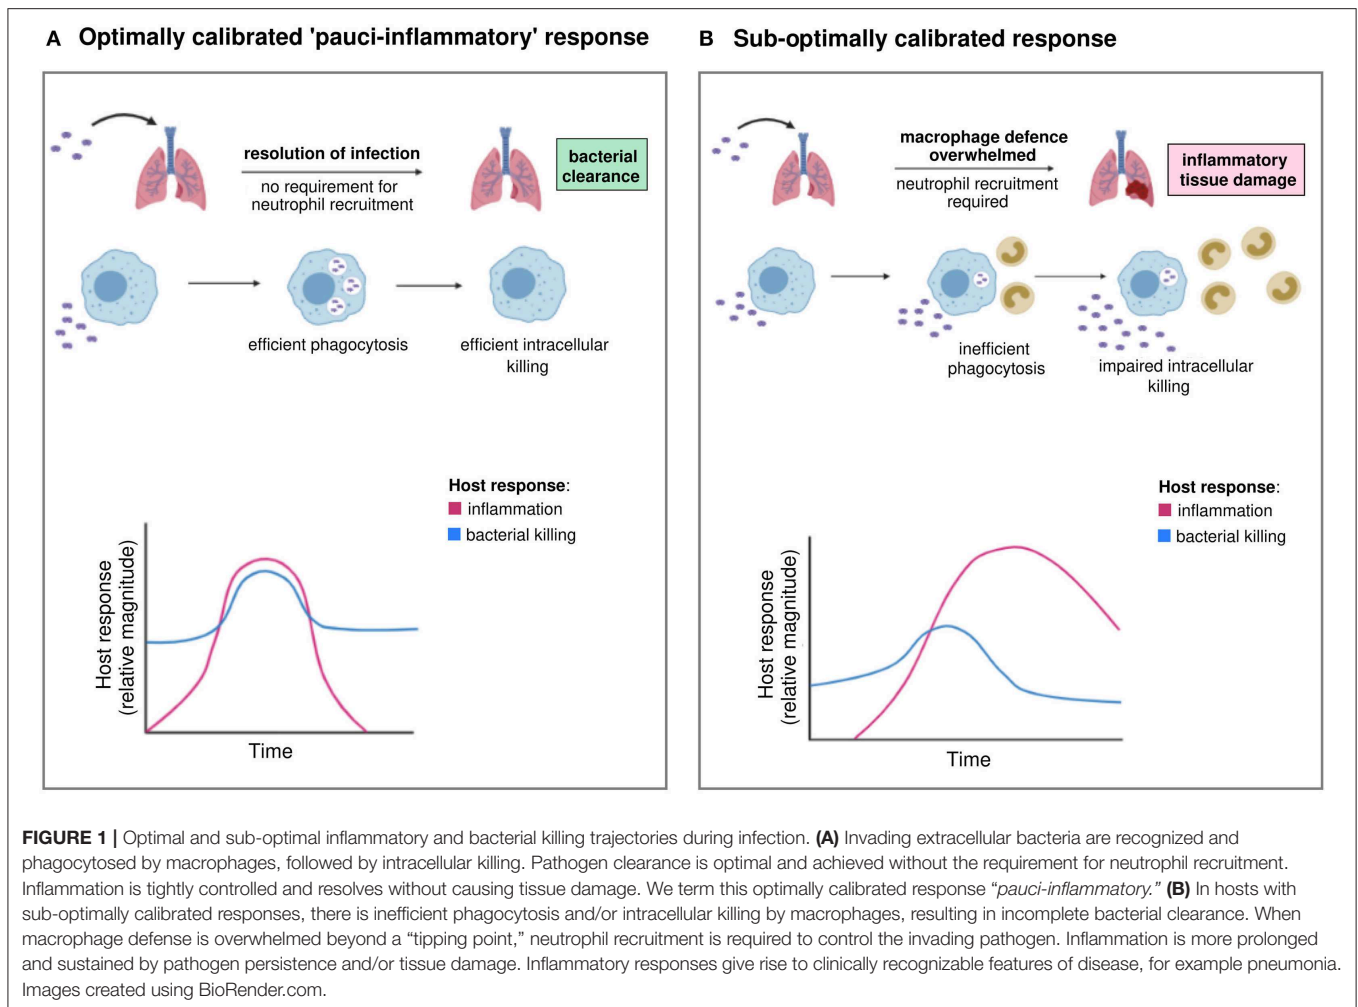 A Optimally calibrated 'pauci-inflammatory' response
resolution of infection
no requirement for
neutrophil recruitment
bacterial
clearance
efficient phagocytosis
efficient intracellular
killing
Host response:
inflammation
bacterial killing
Host response
(relative magnitude)
Time
B Sub-optimally calibrated response
macrophage defence
overwhelmed
neutrophil recruitment
required
inflammatory
tissue damage
inefficient
phagocytosis
impaired intracellular
killing
Host response:
inflammation
bacterial killing
Host response
(relative magnitude)
Time
FIGURE 1 | Optimal and sub-optimal inflammatory and bacterial killing trajectories during infection. (A) Invading extracellular bacteria are recognized and
phagocytosed by macrophages, followed by intracellular killing. Pathogen clearance is optimal and achieved without the requirement for neutrophil recruitment.
Inflammation is tightly controlled and resolves without causing tissue damage. We term this optimally calibrated response “pauci-inflammatory.” (B) In hosts with
sub-optimally calibrated responses, there is inefficient phagocytosis and/or intracellular killing by macrophages, resulting in incomplete bacterial clearance. When
macrophage defense is overwhelmed beyond a “tipping point,” neutrophil recruitment is required to control the invading pathogen. Inflammation is more prolonged
and sustained by pathogen persistence and/or tissue damage. Inflammatory responses give rise to clinically recognizable features of disease, for example pneumonia.
Images created using BioRender.com.